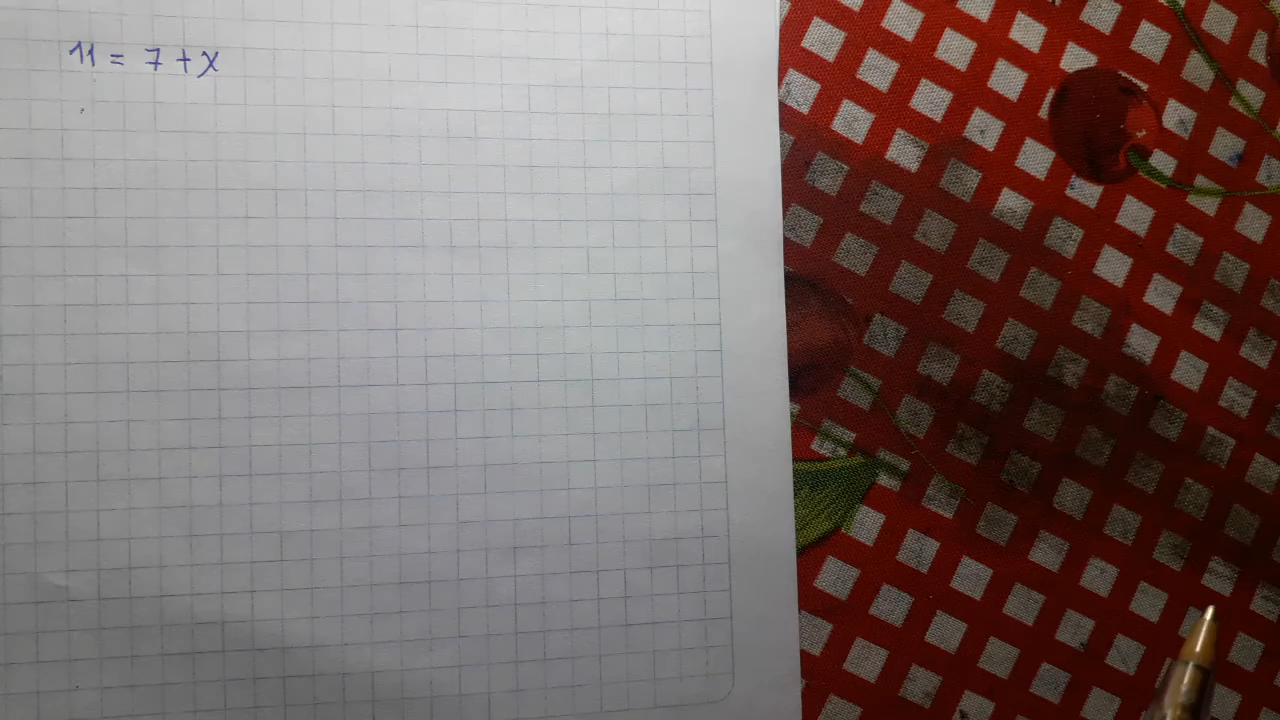 11 = 7 + x